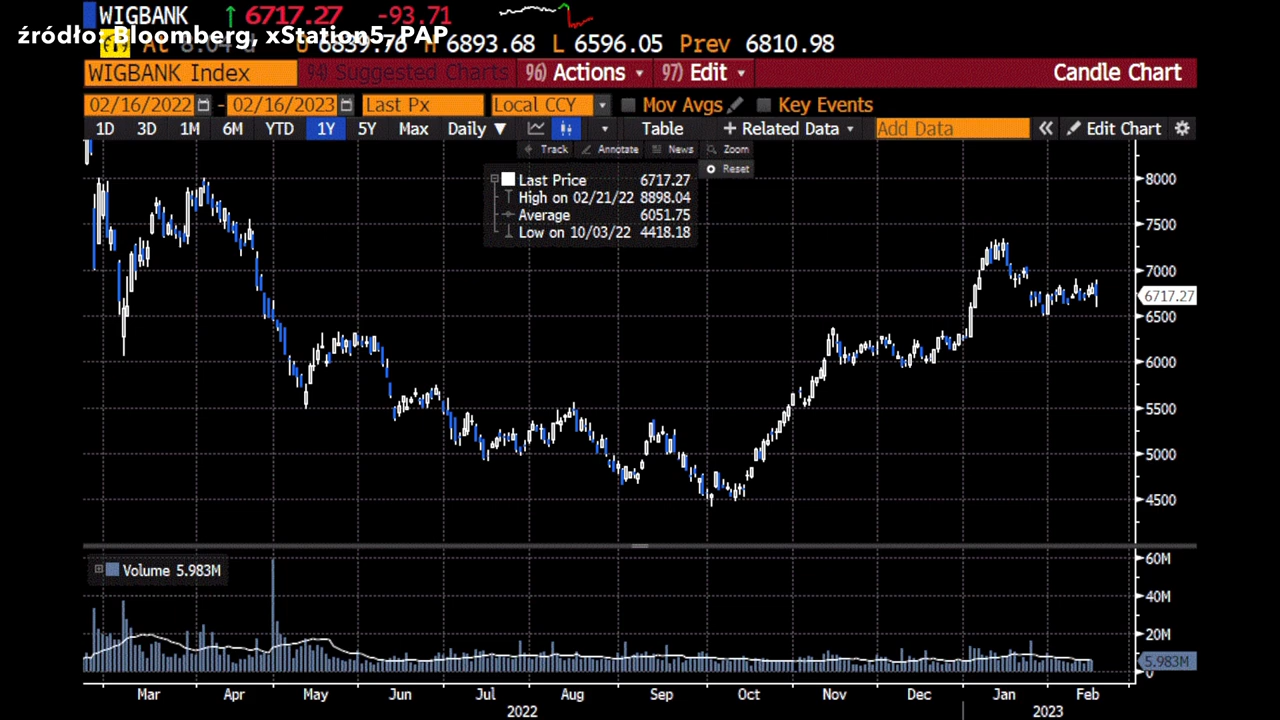 WIGBANK ↑ 6717.27 -93.71
źródło: Bloomberg, xStation5, PAP
At 8:04 d O 6839.76 H 6893.68 L 6596.05 Prev 6810.98
WIGBANK Index 94) Suggested Charts 96) Actions 97) Edit Candle Chart
02/16/2022 - 02/16/2023 Last Px Local CCY Mov Avgs Key Events
1D 3D 1M 6M YTD 1Y 5Y Max Daily ▼ Table + Related Data Add Data « Edit Chart
Track Annotate News Zoom
Reset
Last Price 6717.27
High on 02/21/22 8898.04
Average 6051.75
Low on 10/03/22 4418.18
8000
7500
7000
6717.27
6500
6000
5500
5000
4500
Volume 5.983M
60M
40M
20M
5.983M
0
Mar Apr May Jun Jul Aug Sep Oct Nov Dec Jan Feb
2022 2023